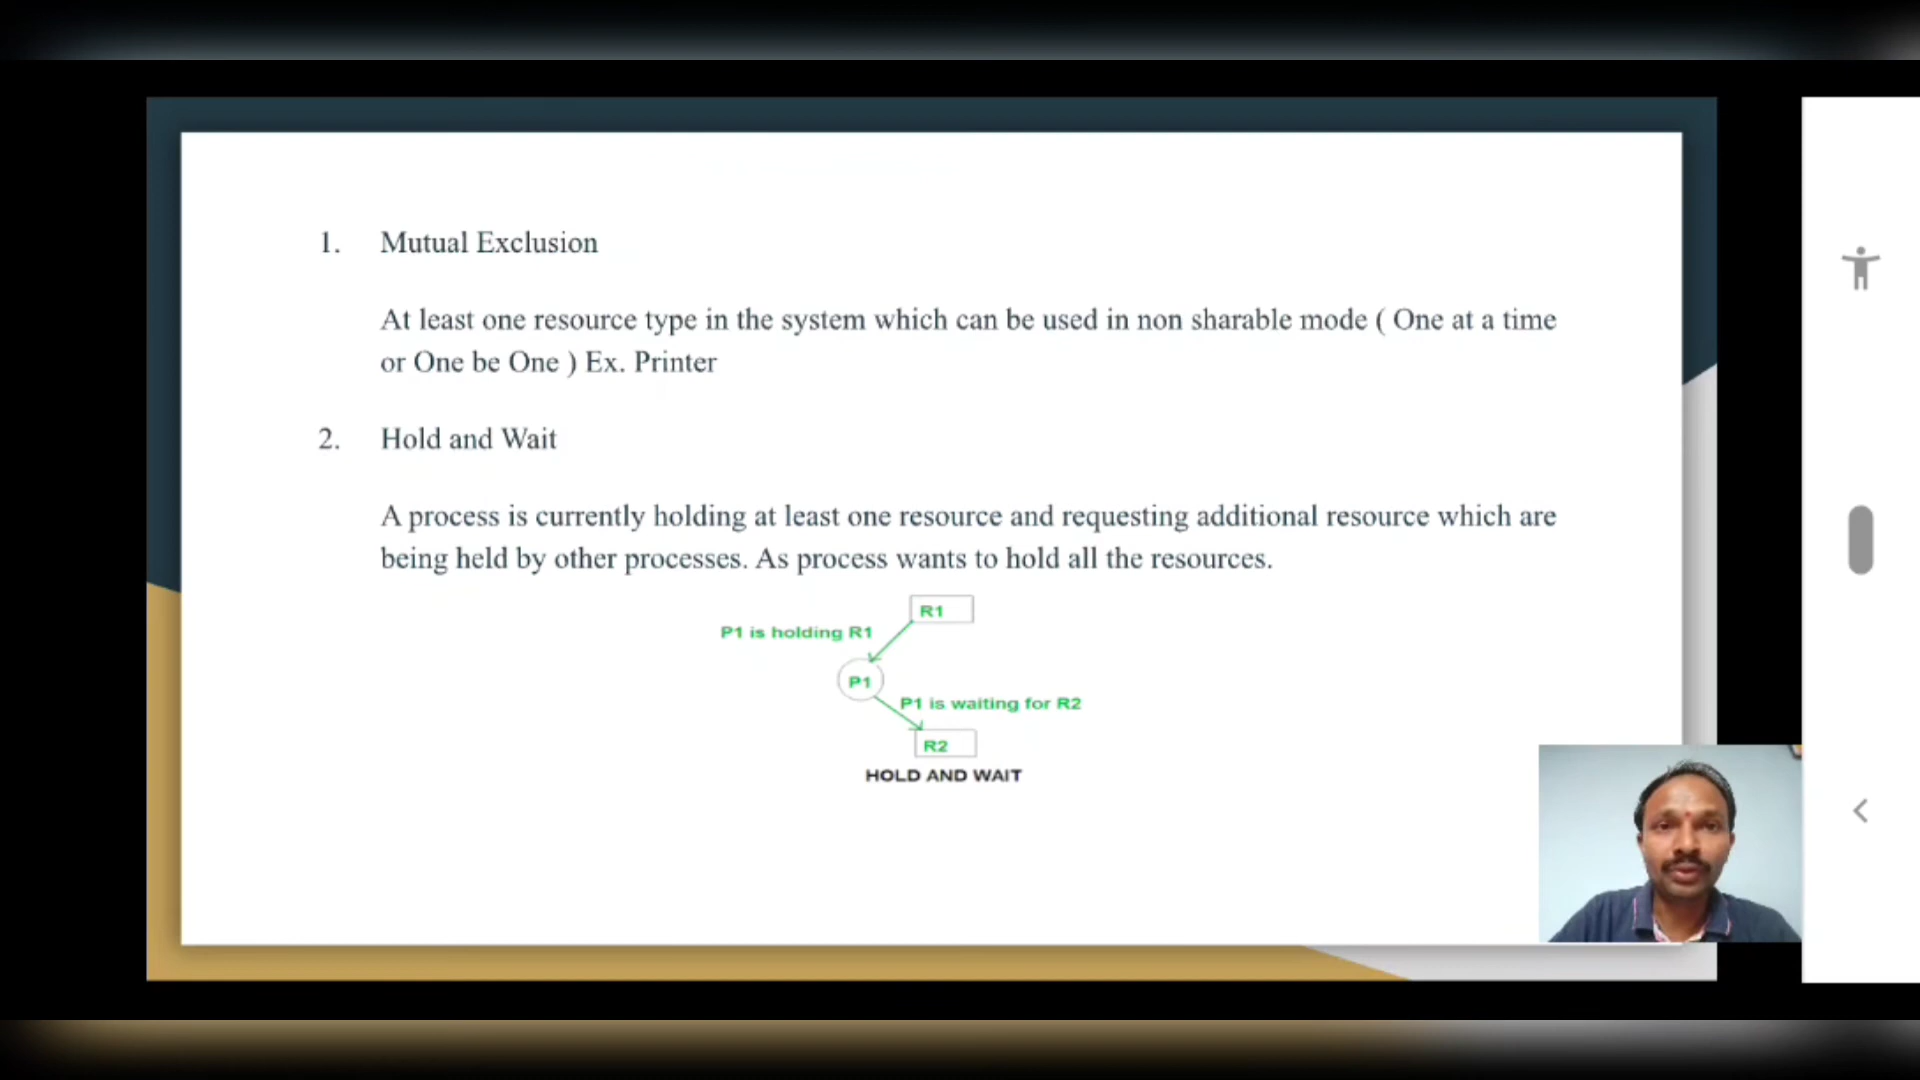 1. Mutual Exclusion
At least one resource type in the system which can be used in non sharable mode ( One at a time
or One be One ) Ex. Printer
2. Hold and Wait
A process is currently holding at least one resource and requesting additional resource which are
being held by other processes. As process wants to hold all the resources.
R1
P1 is holding R1
P1
P1 is waiting for R2
R2
HOLD AND WAIT